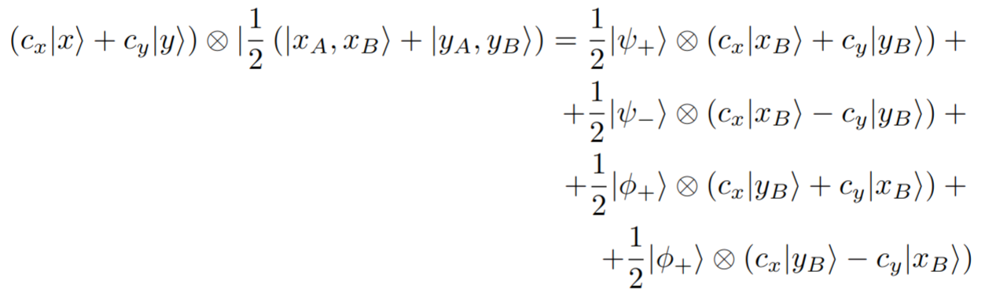 (c_x|x⟩ + c_y|y⟩) ⊗ |1/2 (|x_A, x_B⟩ + |y_A, y_B⟩) = 1/2|ψ_+⟩ ⊗ (c_x|x_B⟩ + c_y|y_B⟩) +
+1/2|ψ_−⟩ ⊗ (c_x|x_B⟩ − c_y|y_B⟩) +
+1/2|ϕ_+⟩ ⊗ (c_x|y_B⟩ + c_y|x_B⟩) +
+1/2|ϕ_+⟩ ⊗ (c_x|y_B⟩ − c_y|x_B⟩)